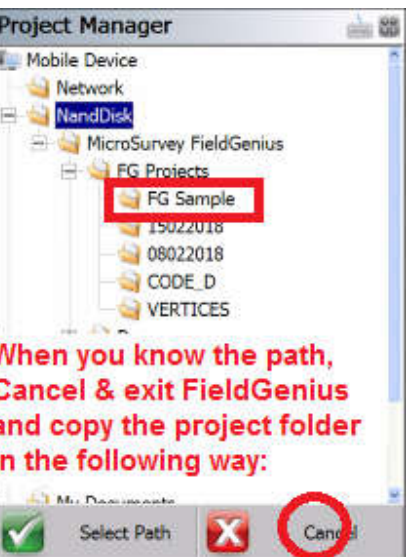 Project Manager
Mobile Device
Network
NandDisk
MicroSurvey FieldGenius
FG Projects
FG Sample
15022018
08022018
CODE_D
VERTICES
When you know the path,
Cancel & exit FieldGenius
and copy the project folder
in the following way:
My Documents
Select Path
Cancel